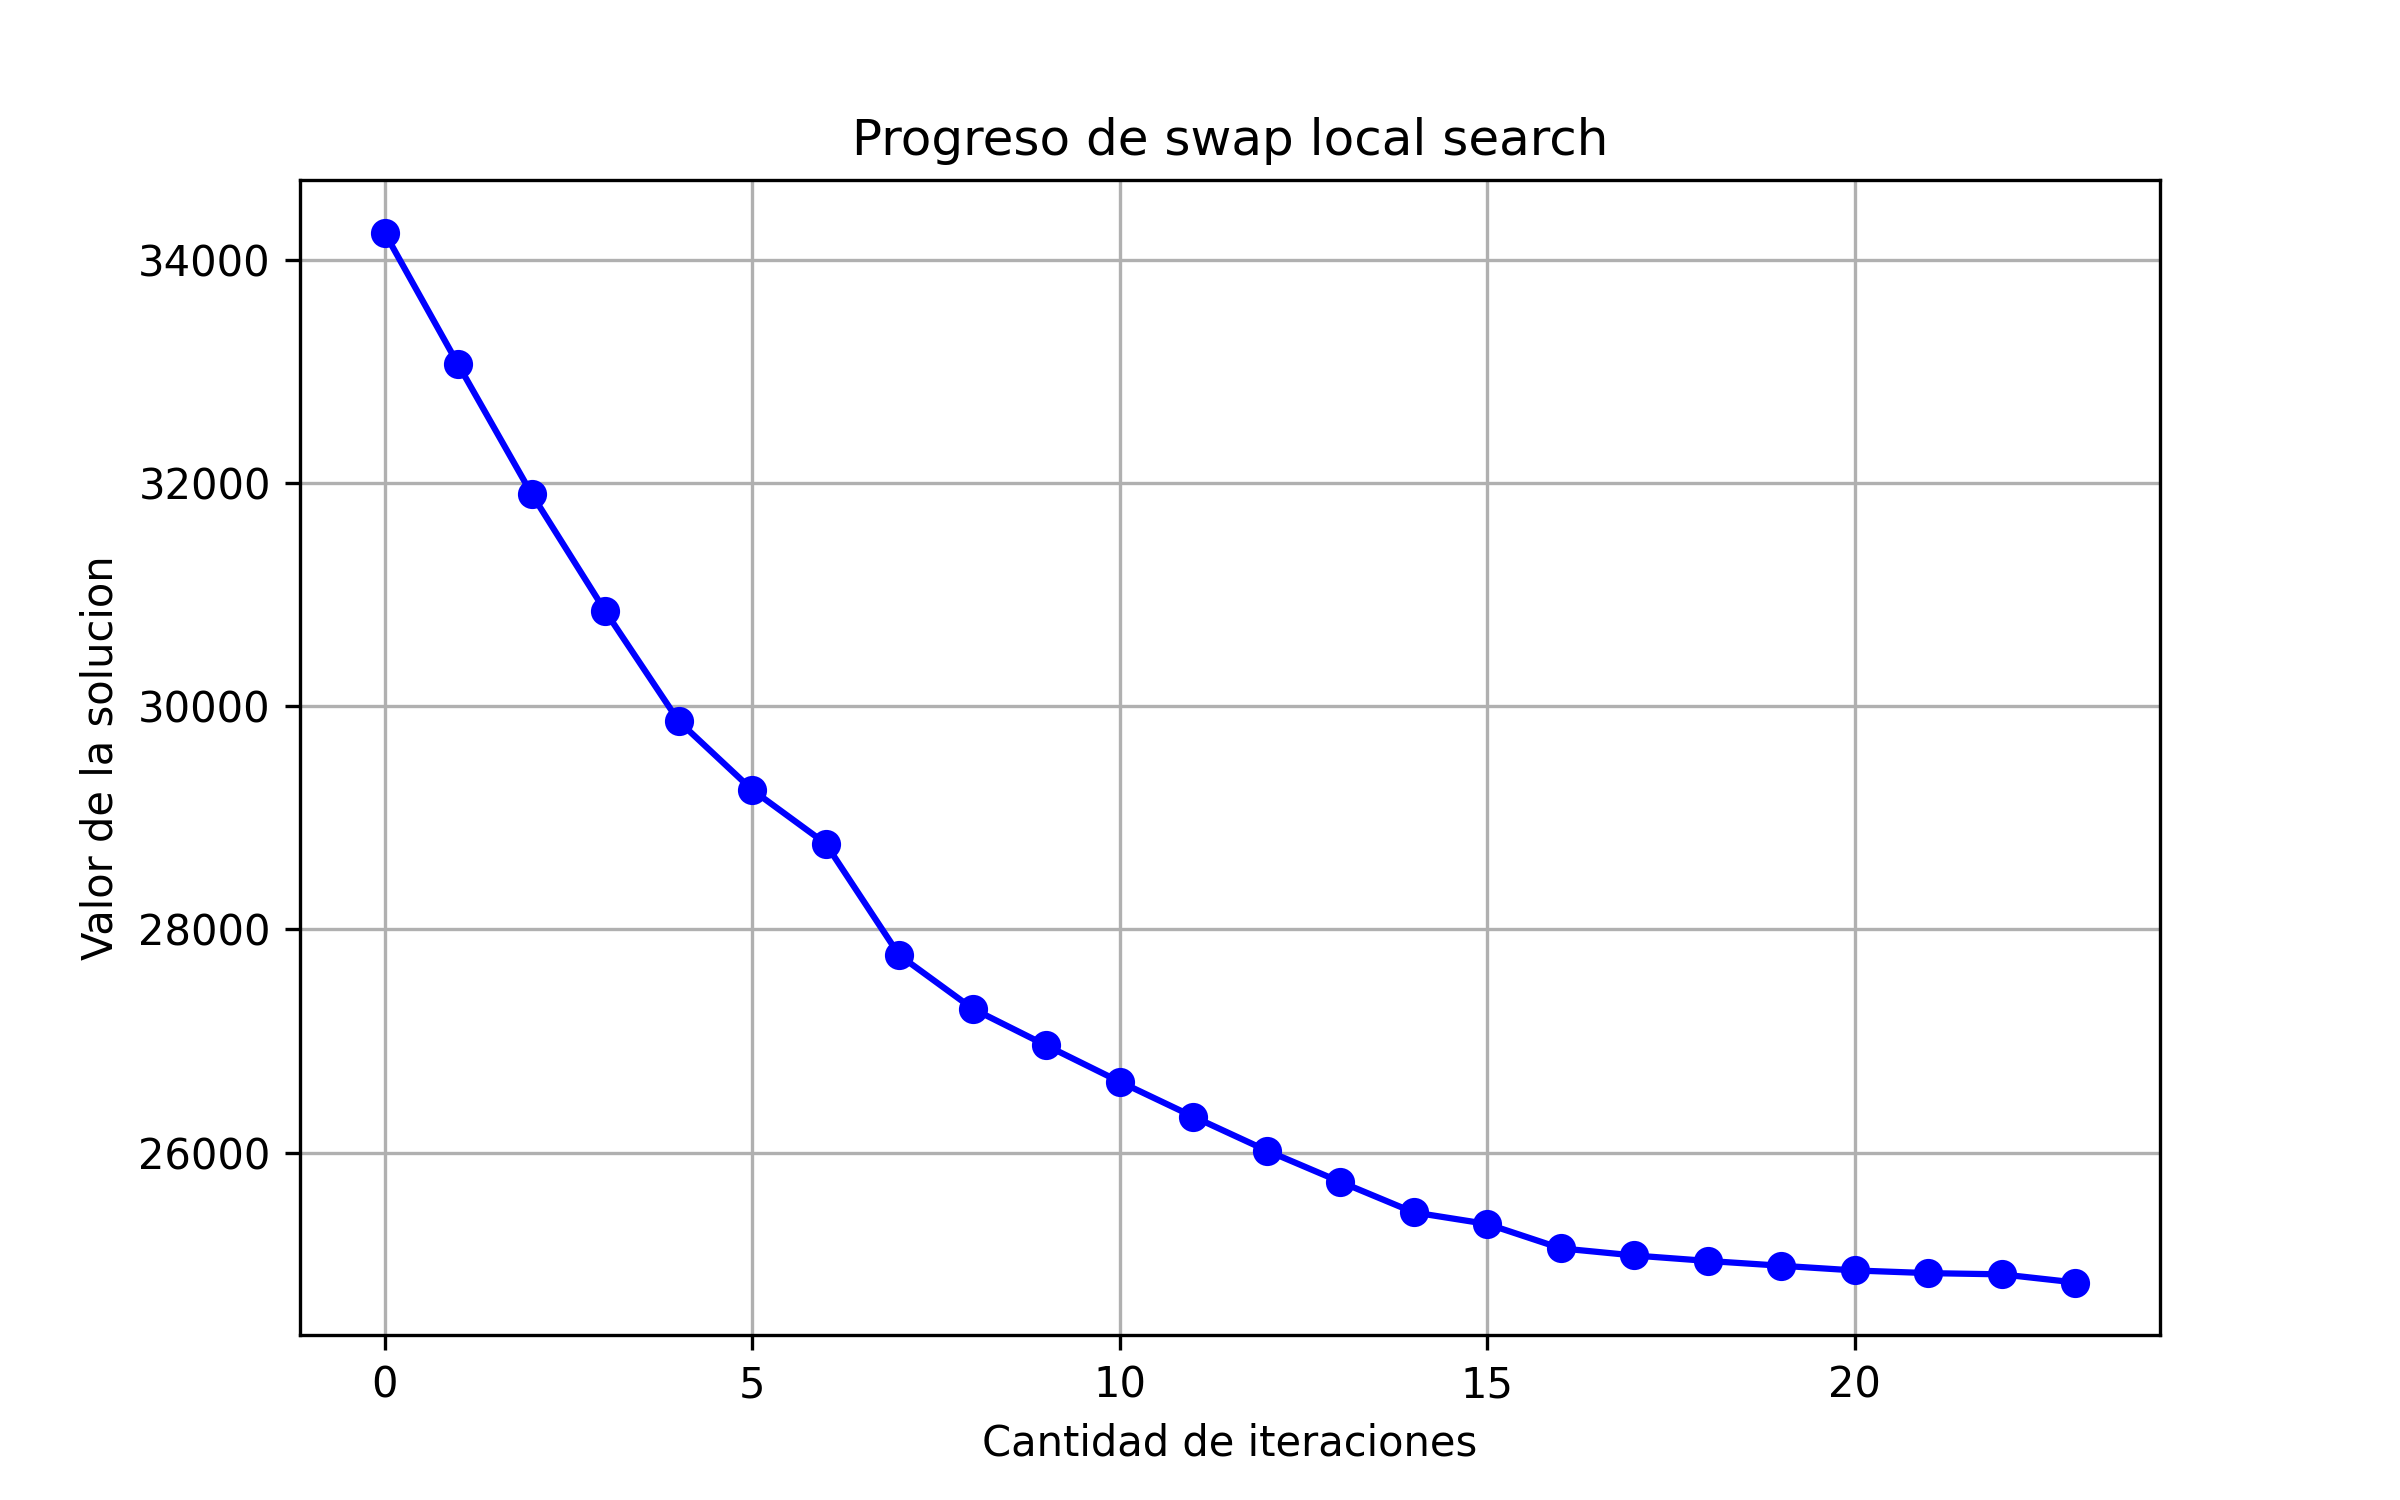 Progreso de swap local search
34000
32000
30000
28000
26000
Valor de la solucion
0 5 10 15 20
Cantidad de iteraciones